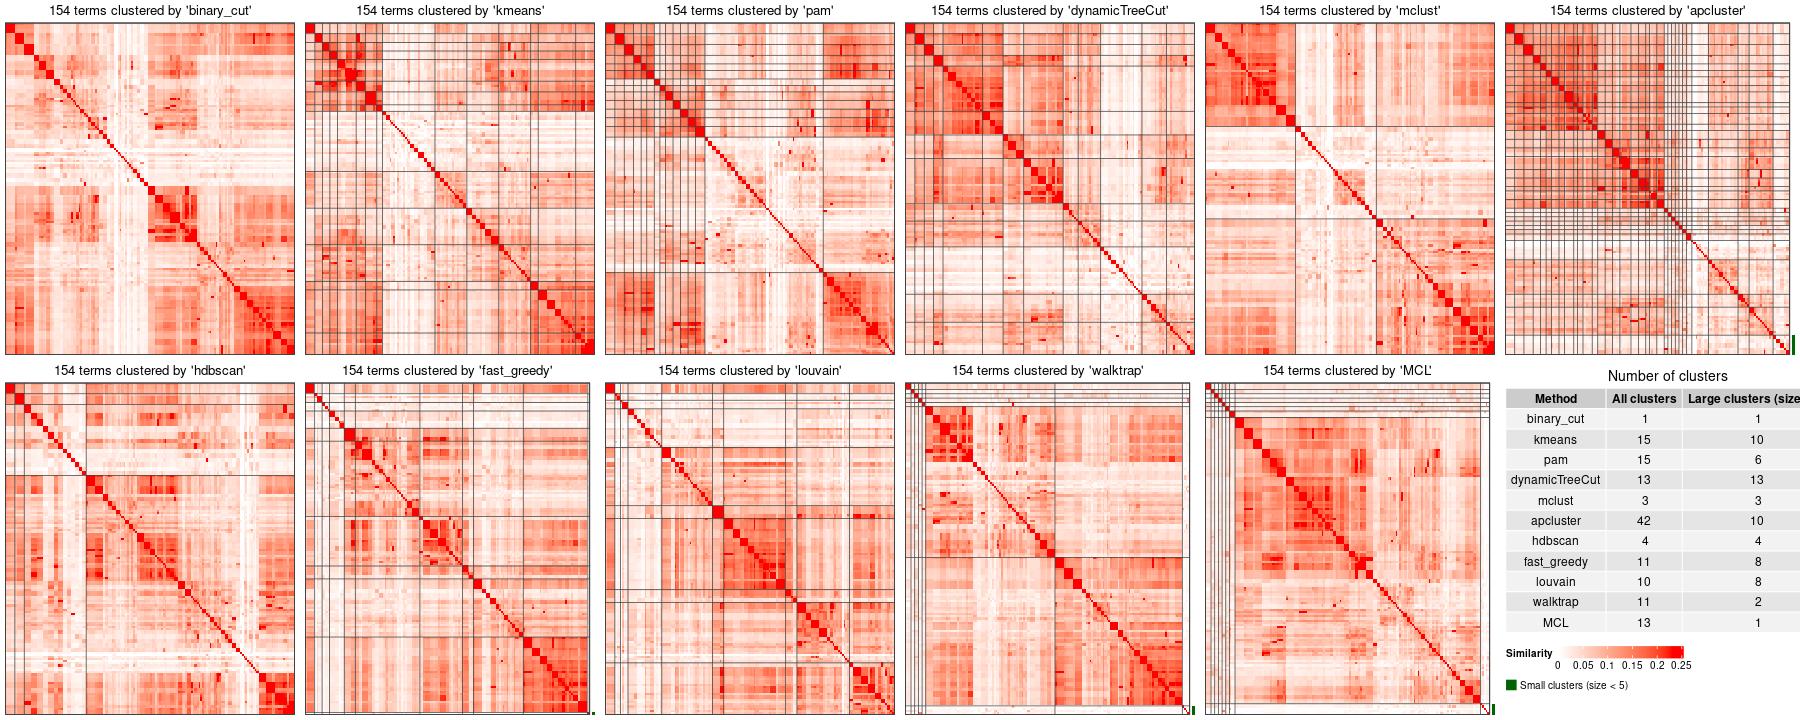 154 terms clustered by 'binary_cut'
154 terms clustered by 'kmeans'
154 terms clustered by 'pam'
154 terms clustered by 'dynamicTreeCut'
154 terms clustered by 'mclust'
154 terms clustered by 'apcluster'
154 terms clustered by 'hdbscan'
154 terms clustered by 'fast_greedy'
154 terms clustered by 'louvain'
154 terms clustered by 'walktrap'
154 terms clustered by 'MCL'
Number of clusters
Method All clusters Large clusters (size
binary_cut 1 1
kmeans 15 10
pam 15 6
dynamicTreeCut 13 13
mclust 3 3
apcluster 42 10
hdbscan 4 4
fast_greedy 11 8
louvain 10 8
walktrap 11 2
MCL 13 1
Similarity
0 0.05 0.1 0.15 0.2 0.25
Small clusters (size < 5)